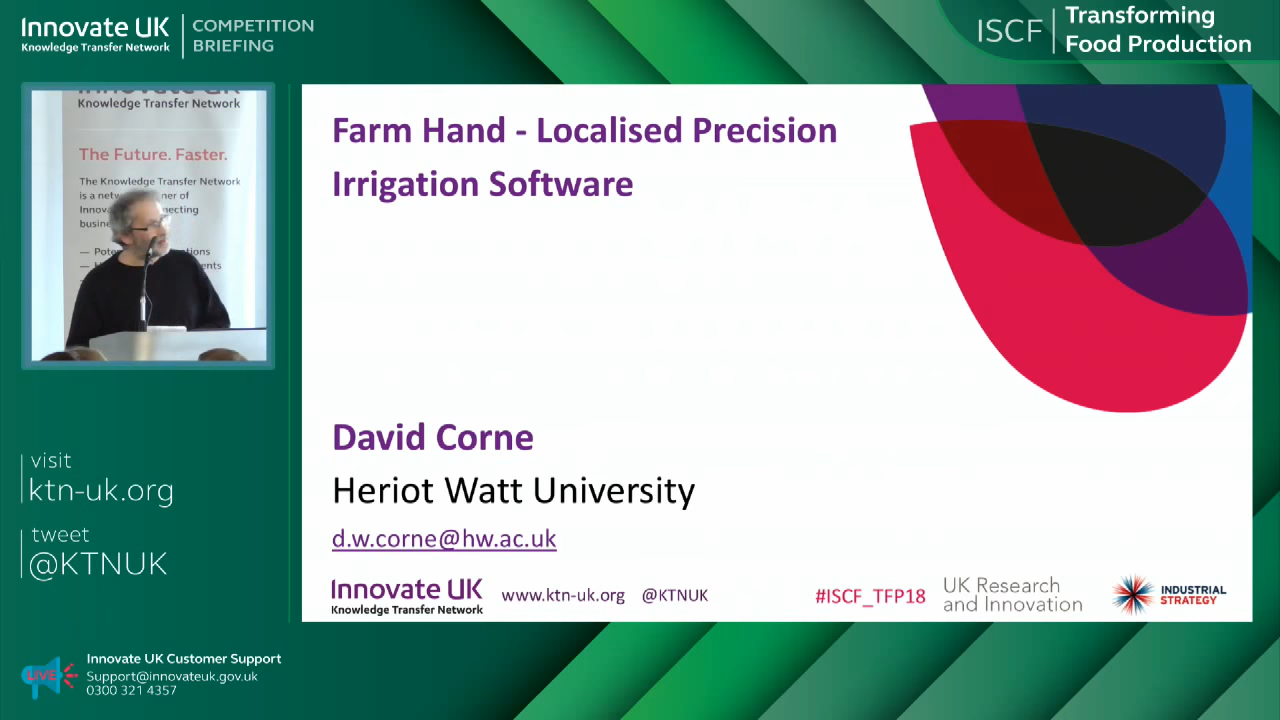 Innovate UK
Knowledge Transfer Network
COMPETITION
BRIEFING
ISCF
Transforming
Food Production
Knowledge Transfer Network
The Future. Faster.
The Knowledge Transfer Network
is a
Innov
busine
Farm Hand - Localised Precision
Irrigation Software
David Corne
Heriot Watt University
d.w.corne@hw.ac.uk
Innovate UK
Knowledge Transfer Network
www.ktn-uk.org @KTNUK
#ISCF_TFP18
UK Research
and Innovation
INDUSTRIAL
STRATEGY
visit
ktn-uk.org
tweet
@KTNUK
LIVE
Innovate UK Customer Support
Support@innovateuk.gov.uk
0300 321 4357